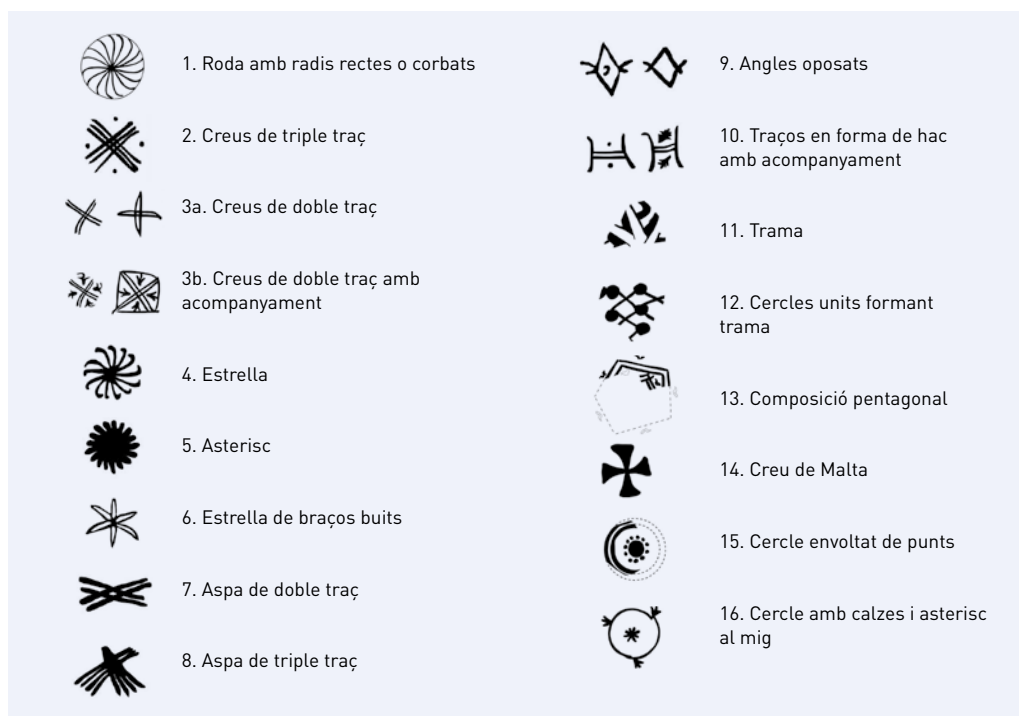 1. Roda amb radis rectes o corbats
2. Creus de triple traç
3a. Creus de doble traç
3b. Creus de doble traç amb
acompanyament
4. Estrella
5. Asterisc
6. Estrella de braços buits
7. Aspa de doble traç
8. Aspa de triple traç
9. Angles oposats
10. Traços en forma de hac
amb acompanyament
11. Trama
12. Cercles units formant
trama
13. Composició pentagonal
14. Creu de Malta
15. Cercle envoltat de punts
16. Cercle amb calzes i asterisc
al mig